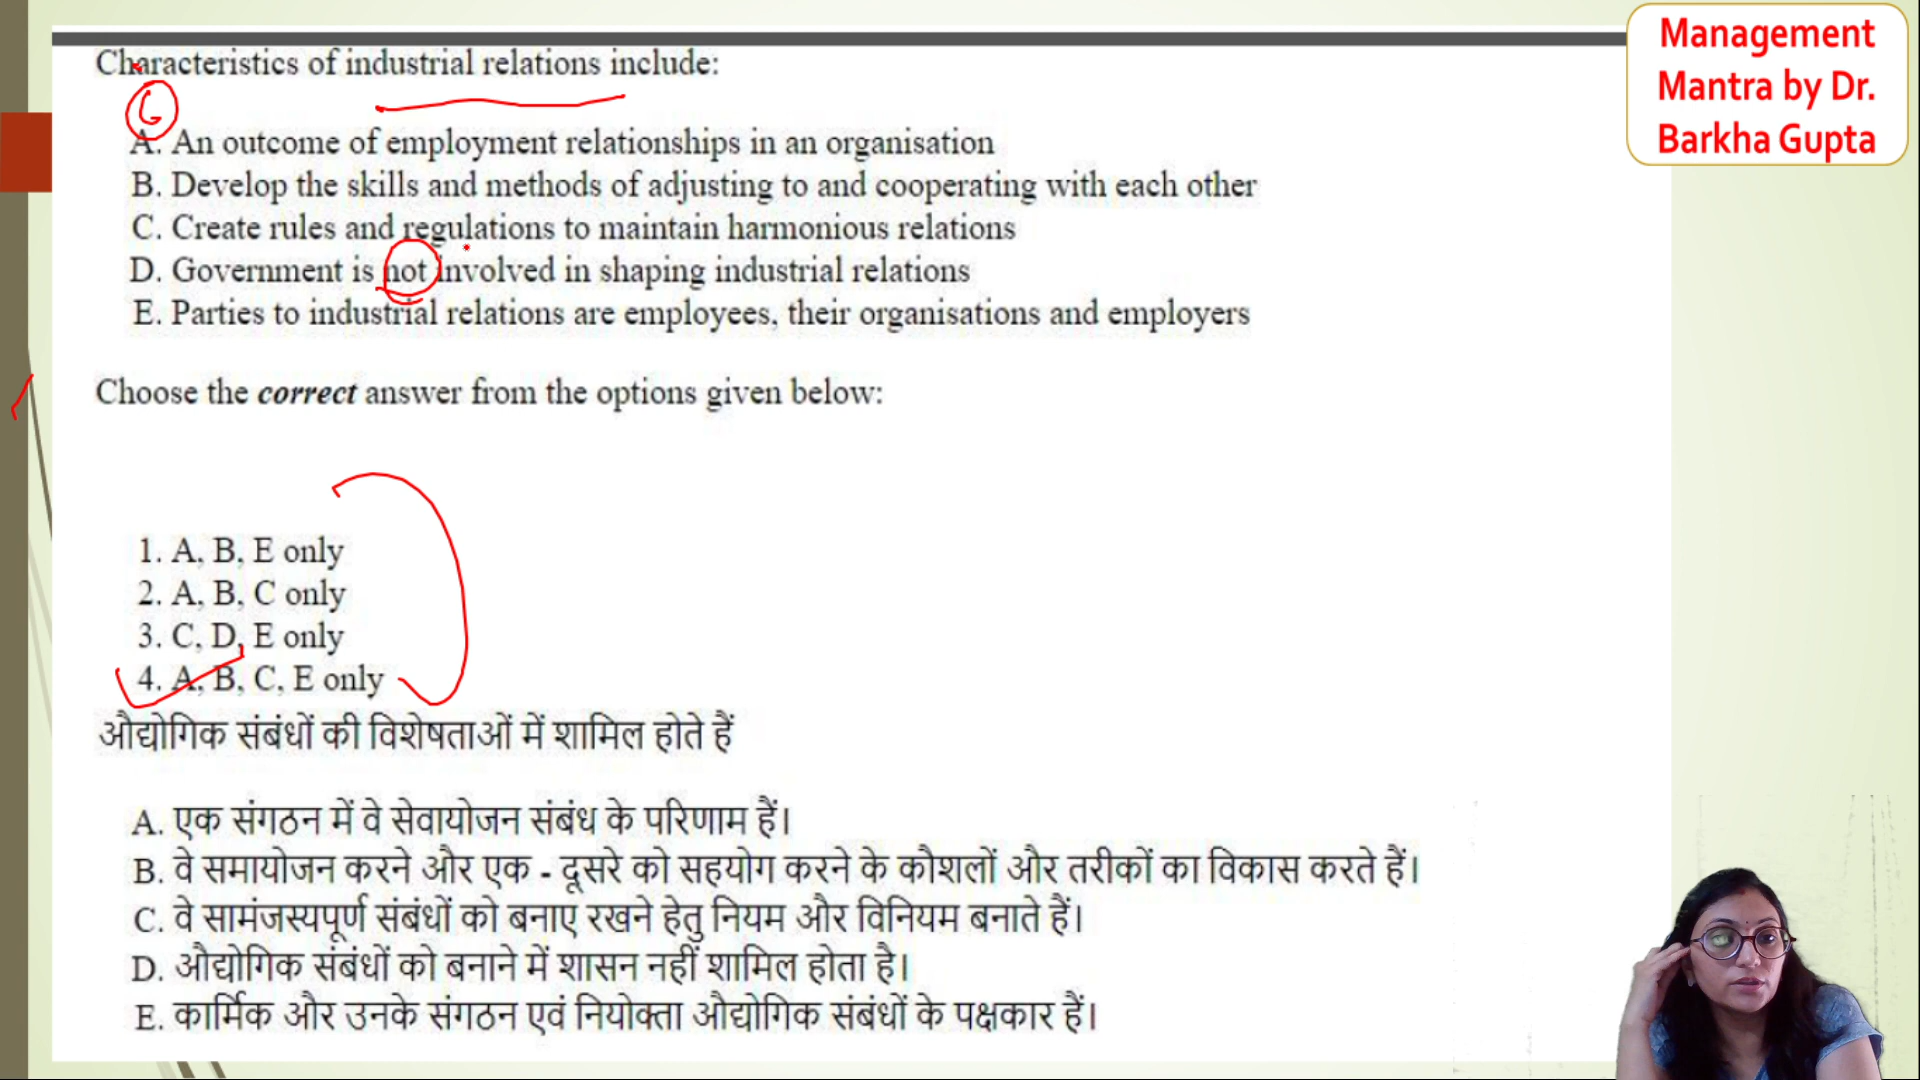 Management
Mantra by Dr.
Barkha Gupta
Characteristics of industrial relations include:
G
A. An outcome of employment relationships in an organisation
B. Develop the skills and methods of adjusting to and cooperating with each other
C. Create rules and regulations to maintain harmonious relations
D. Government is not involved in shaping industrial relations
E. Parties to industrial relations are employees, their organisations and employers
Choose the correct answer from the options given below:
1. A, B, E only
2. A, B, C only
3. C, D, E only
4. A, B, C, E only
औद्योगिक संबंधों की विशेषताओं में शामिल होते हैं
A. एक संगठन में वे सेवायोजन संबंध के परिणाम हैं।
B. वे समायोजन करने और एक - दूसरे को सहयोग करने के कौशलों और तरीकों का विकास करते हैं।
C. वे सामंजस्यपूर्ण संबंधों को बनाए रखने हेतु नियम और विनियम बनाते हैं।
D. औद्योगिक संबंधों को बनाने में शासन नहीं शामिल होता है।
E. कार्मिक और उनके संगठन एवं नियोक्ता औद्योगिक संबंधों के पक्षकार हैं।